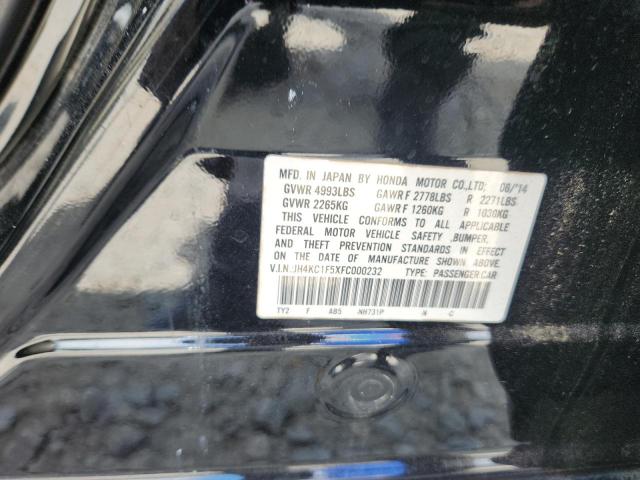 MFD. IN JAPAN BY HONDA MOTOR CO.,LTD. 08/'14
GVWR 4993LBS GAWR F 2778LBS R 2271LBS
GVWR 2265KG GAWR F 1260KG R 1030KG
THIS VEHICLE CONFORMS TO ALL APPLICABLE
FEDERAL MOTOR VEHICLE SAFETY ,BUMPER,
AND THEFT PREVENTION STANDARDS IN EFFECT
ON THE DATE OF MANUFACTURE SHOWN ABOVE.
V.I.N.:JH4KC1F5XFC000232 TYPE: PASSENGER CAR
TY2 F AB5 NH731P N C